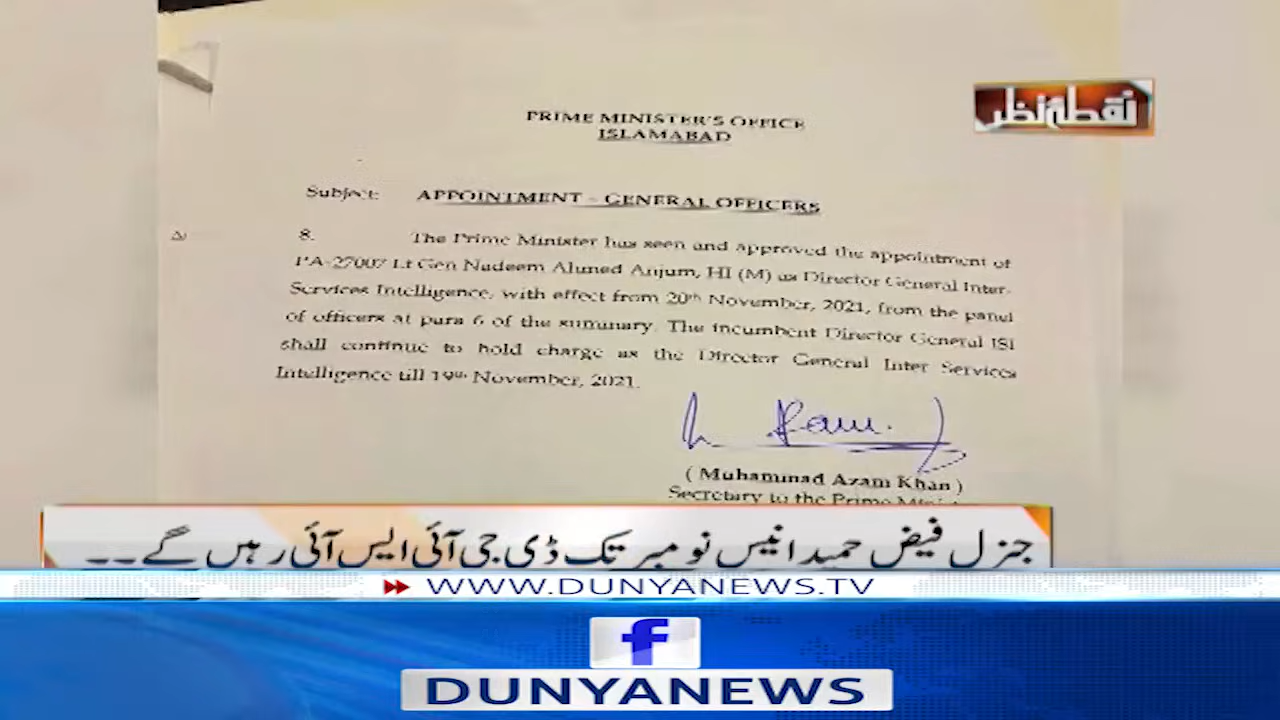 PRIME MINISTER'S OFFICE
ISLAMABAD
نقطۂ نظر
Subject: APPOINTMENT - GENERAL OFFICERS
8. The Prime Minister has seen and approved the appointment of
PA-27007 Lt Gen Nadeem Ahmed Anjum, HI (M) as Director General Inter-
Services Intelligence, with effect from 20th November, 2021, from the panel
of officers at para 6 of the summary. The incumbent Director General ISI
shall continue to hold charge as the Director General Inter Services
Intelligence till 19th November, 2021.
(Muhammad Azam Khan)
Secretary to the Prime
جنرل فیض حمید انیس نومبر تک ڈی جی آئی ایس آئی رہیں گے۔۔
WWW.DUNYANEWS.TV
f
DUNYANEWS